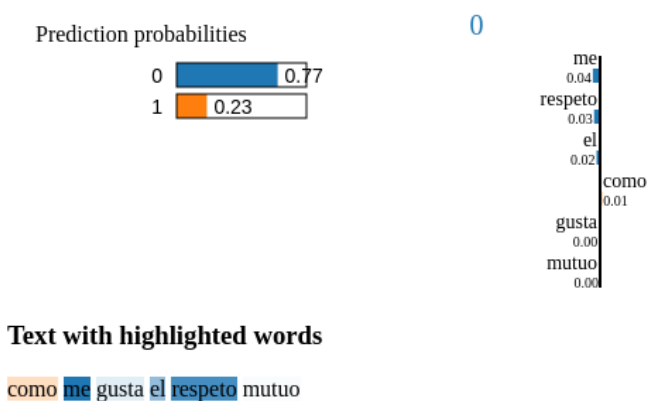 Prediction probabilities
0 0.77
1 0.23
0
me
0.04
respeto
0.03
el
0.02
como
0.01
gusta
0.00
mutuo
0.00
Text with highlighted words
como me gusta el respeto mutuo